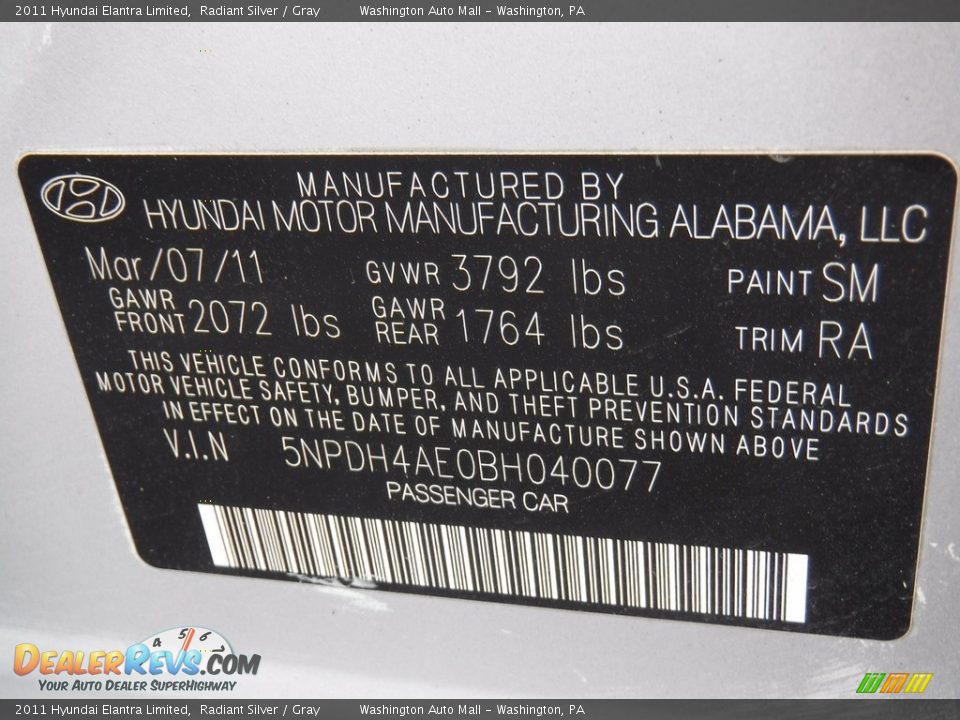 2011 Hyundai Elantra Limited, Radiant Silver / Gray Washington Auto Mall - Washington, PA
MANUFACTURED BY
HYUNDAI MOTOR MANUFACTURING ALABAMA, LLC
Mar/07/11 GVWR 3792 lbs PAINT SM
GAWR FRONT 2072 lbs GAWR REAR 1764 lbs TRIM RA
THIS VEHICLE CONFORMS TO ALL APPLICABLE U.S.A. FEDERAL
MOTOR VEHICLE SAFETY, BUMPER, AND THEFT PREVENTION STANDARDS
IN EFFECT ON THE DATE OF MANUFACTURE SHOWN ABOVE
V.I.N 5NPDH4AE0BH040077
PASSENGER CAR
4 5 6 7
DEALERREVS.COM
YOUR AUTO DEALER SUPERHIGHWAY
2011 Hyundai Elantra Limited, Radiant Silver / Gray Washington Auto Mall - Washington, PA